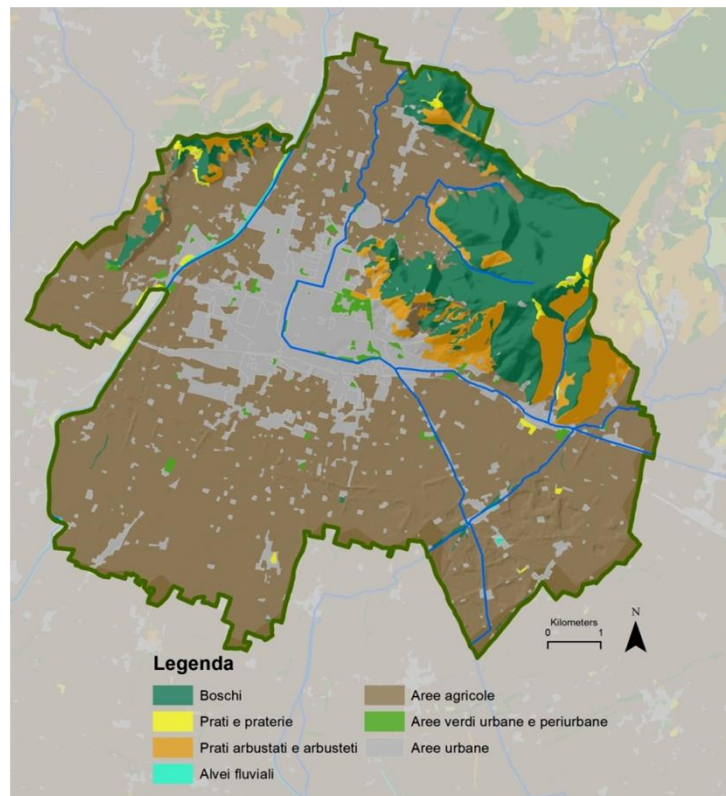 N
Kilometers
0 1
Legenda
Boschi
Prati e praterie
Prati arbustati e arbusteti
Alvei fluviali
Aree agricole
Aree verdi urbane e periurbane
Aree urbane